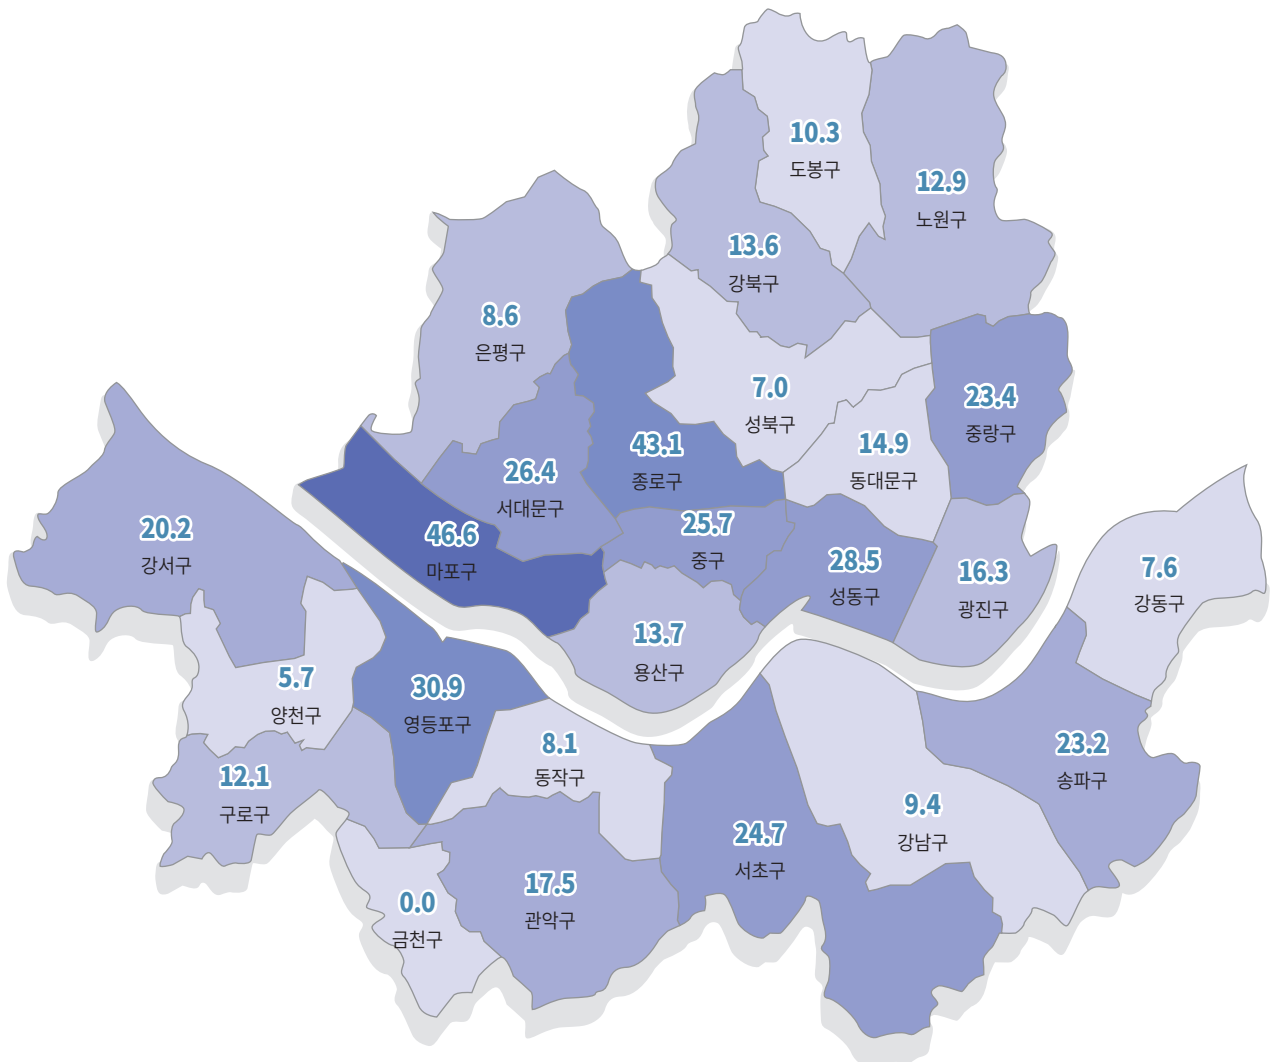 10.3
도봉구
12.9
노원구
13.6
강북구
8.6
은평구
7.0
성북구
23.4
중랑구
43.1
종로구
14.9
동대문구
26.4
서대문구
46.6
마포구
25.7
중구
28.5
성동구
16.3
광진구
20.2
강서구
7.6
강동구
13.7
용산구
5.7
양천구
30.9
영등포구
8.1
동작구
23.2
송파구
12.1
구로구
9.4
강남구
24.7
서초구
17.5
관악구
0.0
금천구